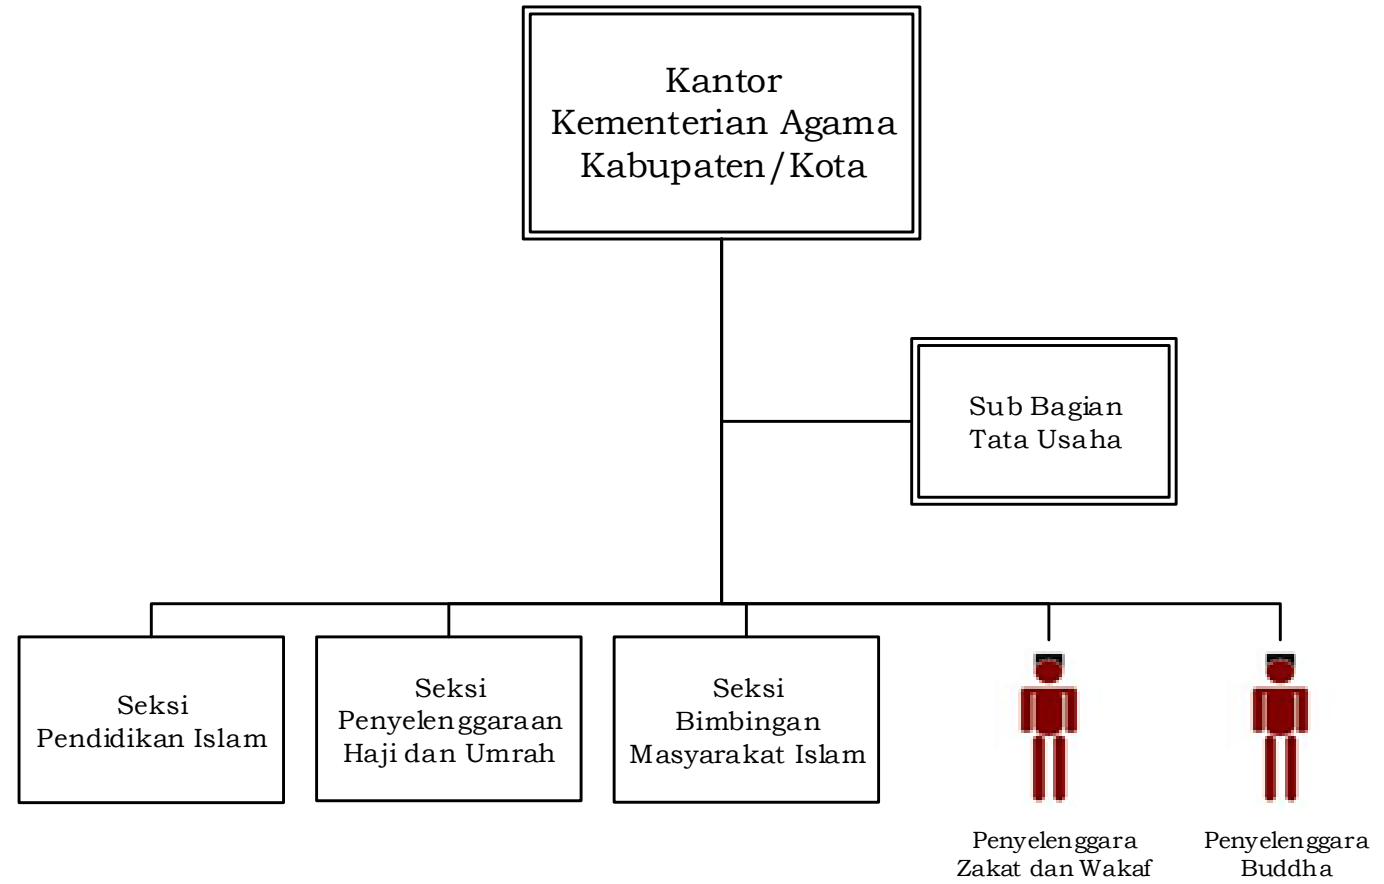 Kantor
Kementerian Agama
Kabupaten/Kota
Sub Bagian
Tata Usaha
Seksi
Pendidikan Islam
Seksi
Penyelenggaraan
Haji dan Umrah
Seksi
Bimbingan
Masyarakat Islam
Penyelenggara
Zakat dan Wakaf
Penyelenggara
Buddha